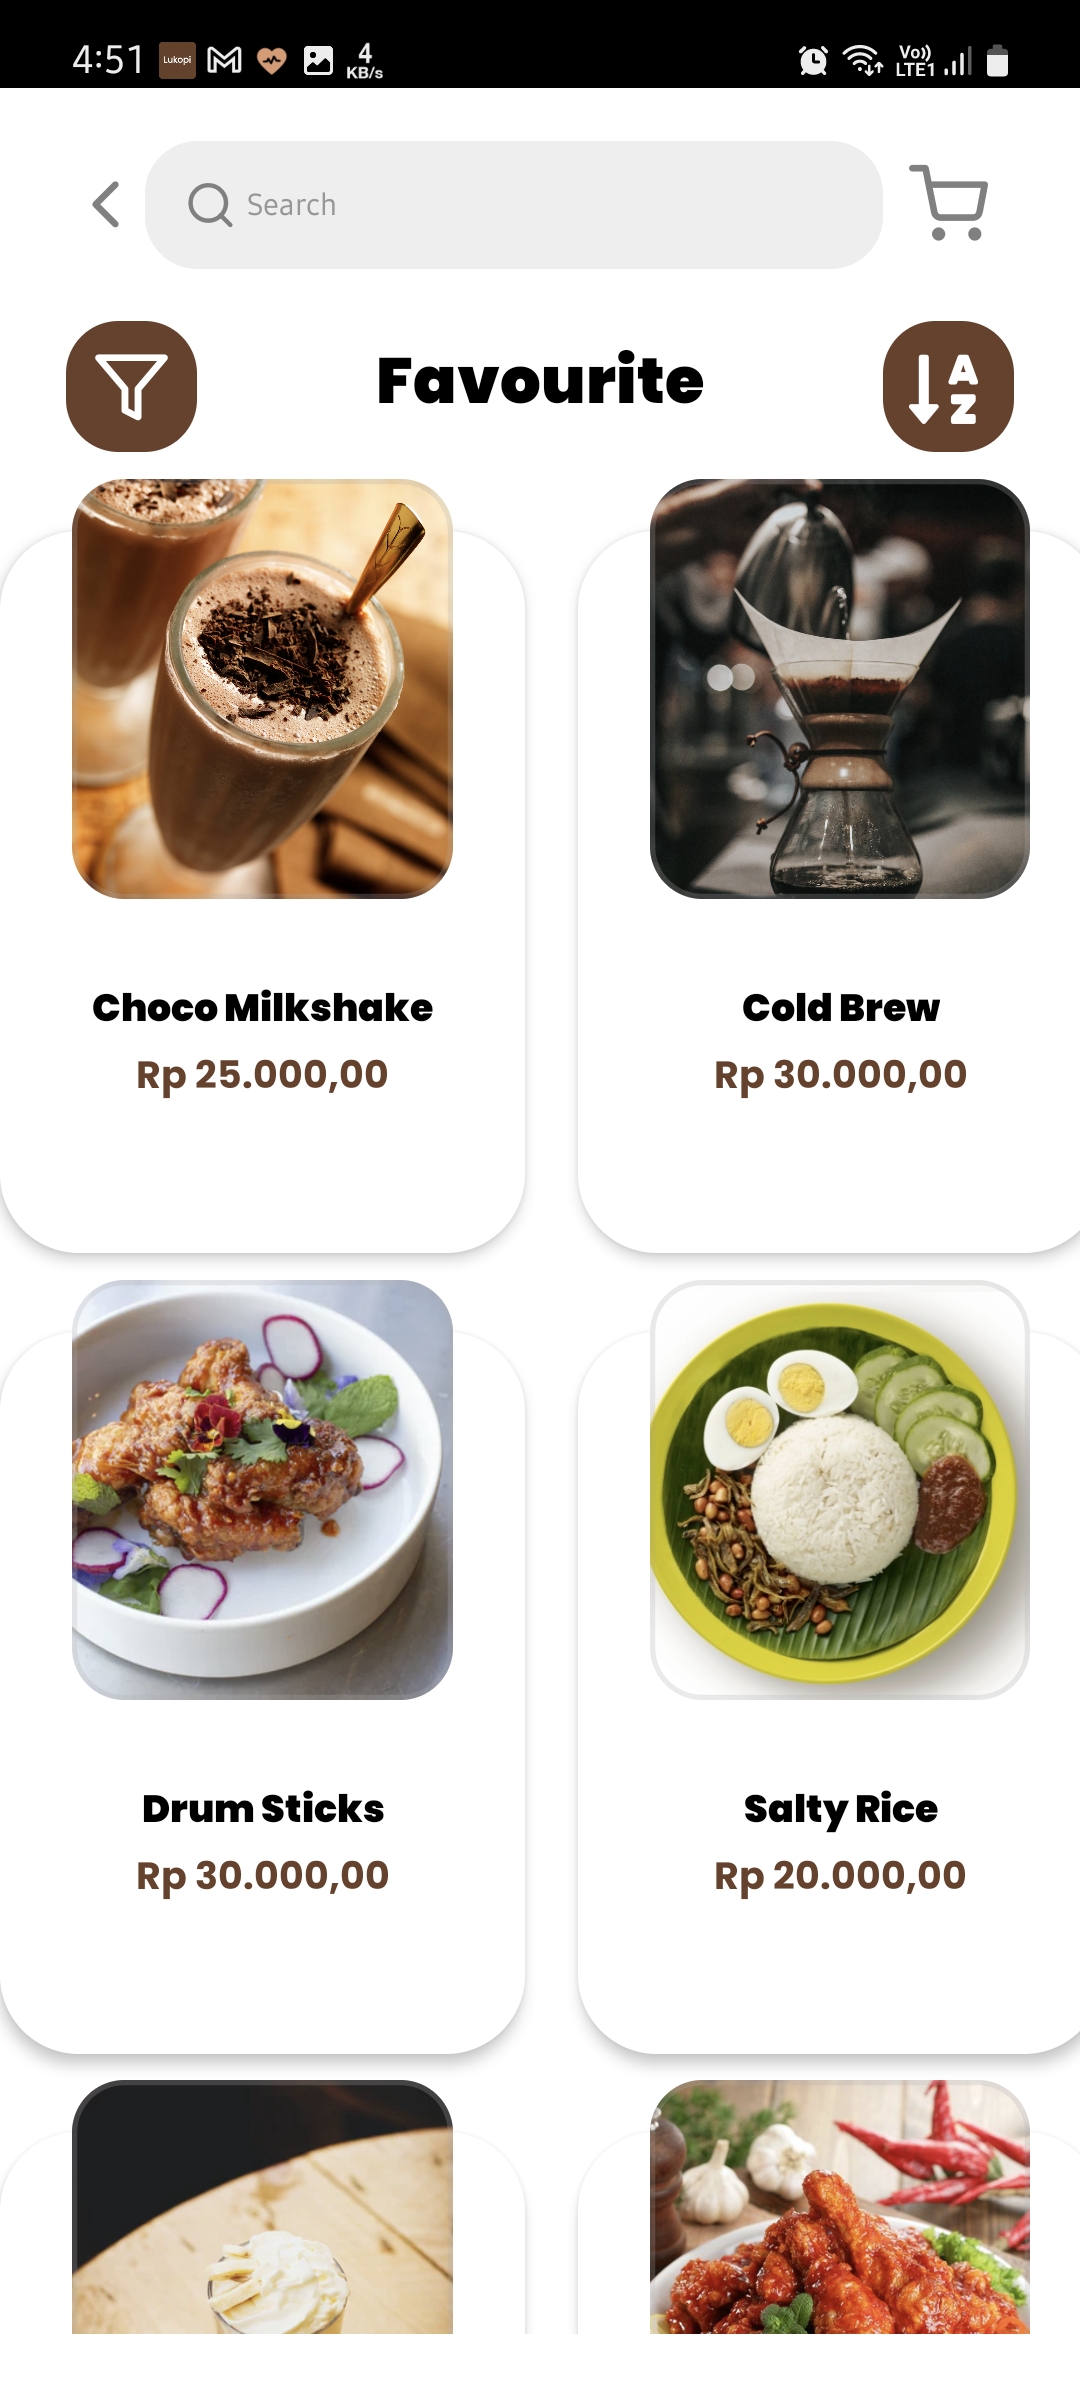 4:51 Lukopi 4 KB/s Vo)) LTE1
Search
Favourite
A
Z
Choco Milkshake
Cold Brew
Rp 25.000,00
Rp 30.000,00
Drum Sticks
Salty Rice
Rp 30.000,00
Rp 20.000,00